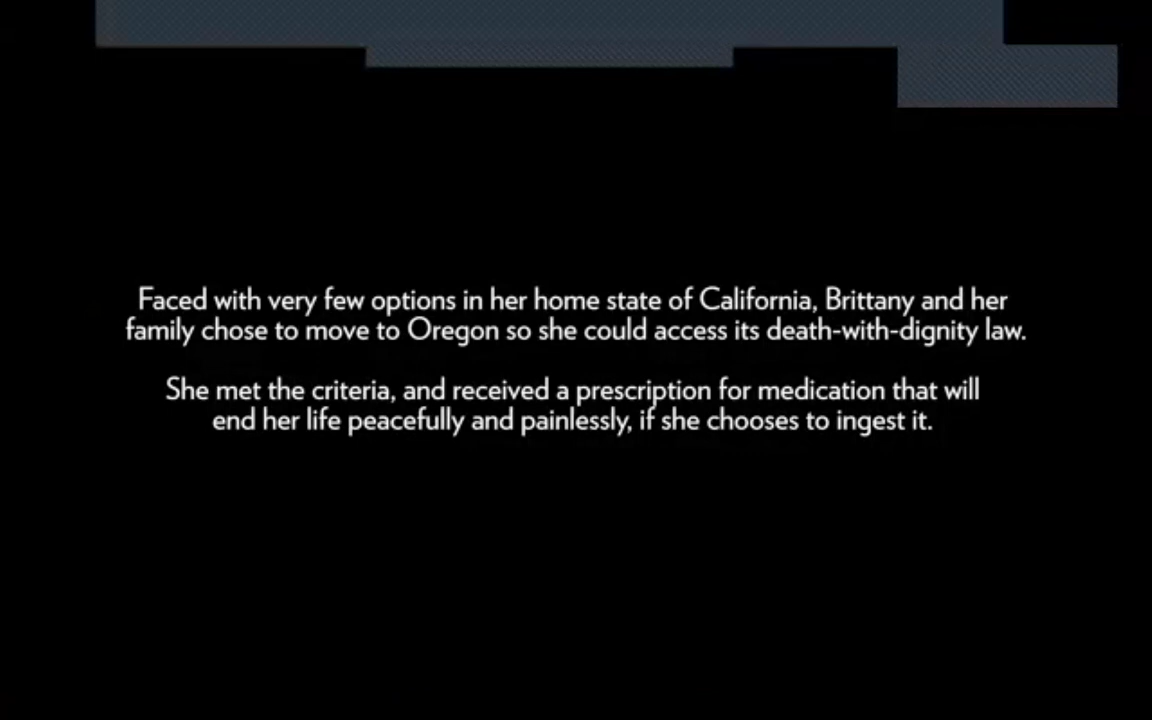 Faced with very few options in her home state of California, Brittany and her
family chose to move to Oregon so she could access its death-with-dignity law.
She met the criteria, and received a prescription for medication that will
end her life peacefully and painlessly, if she chooses to ingest it.